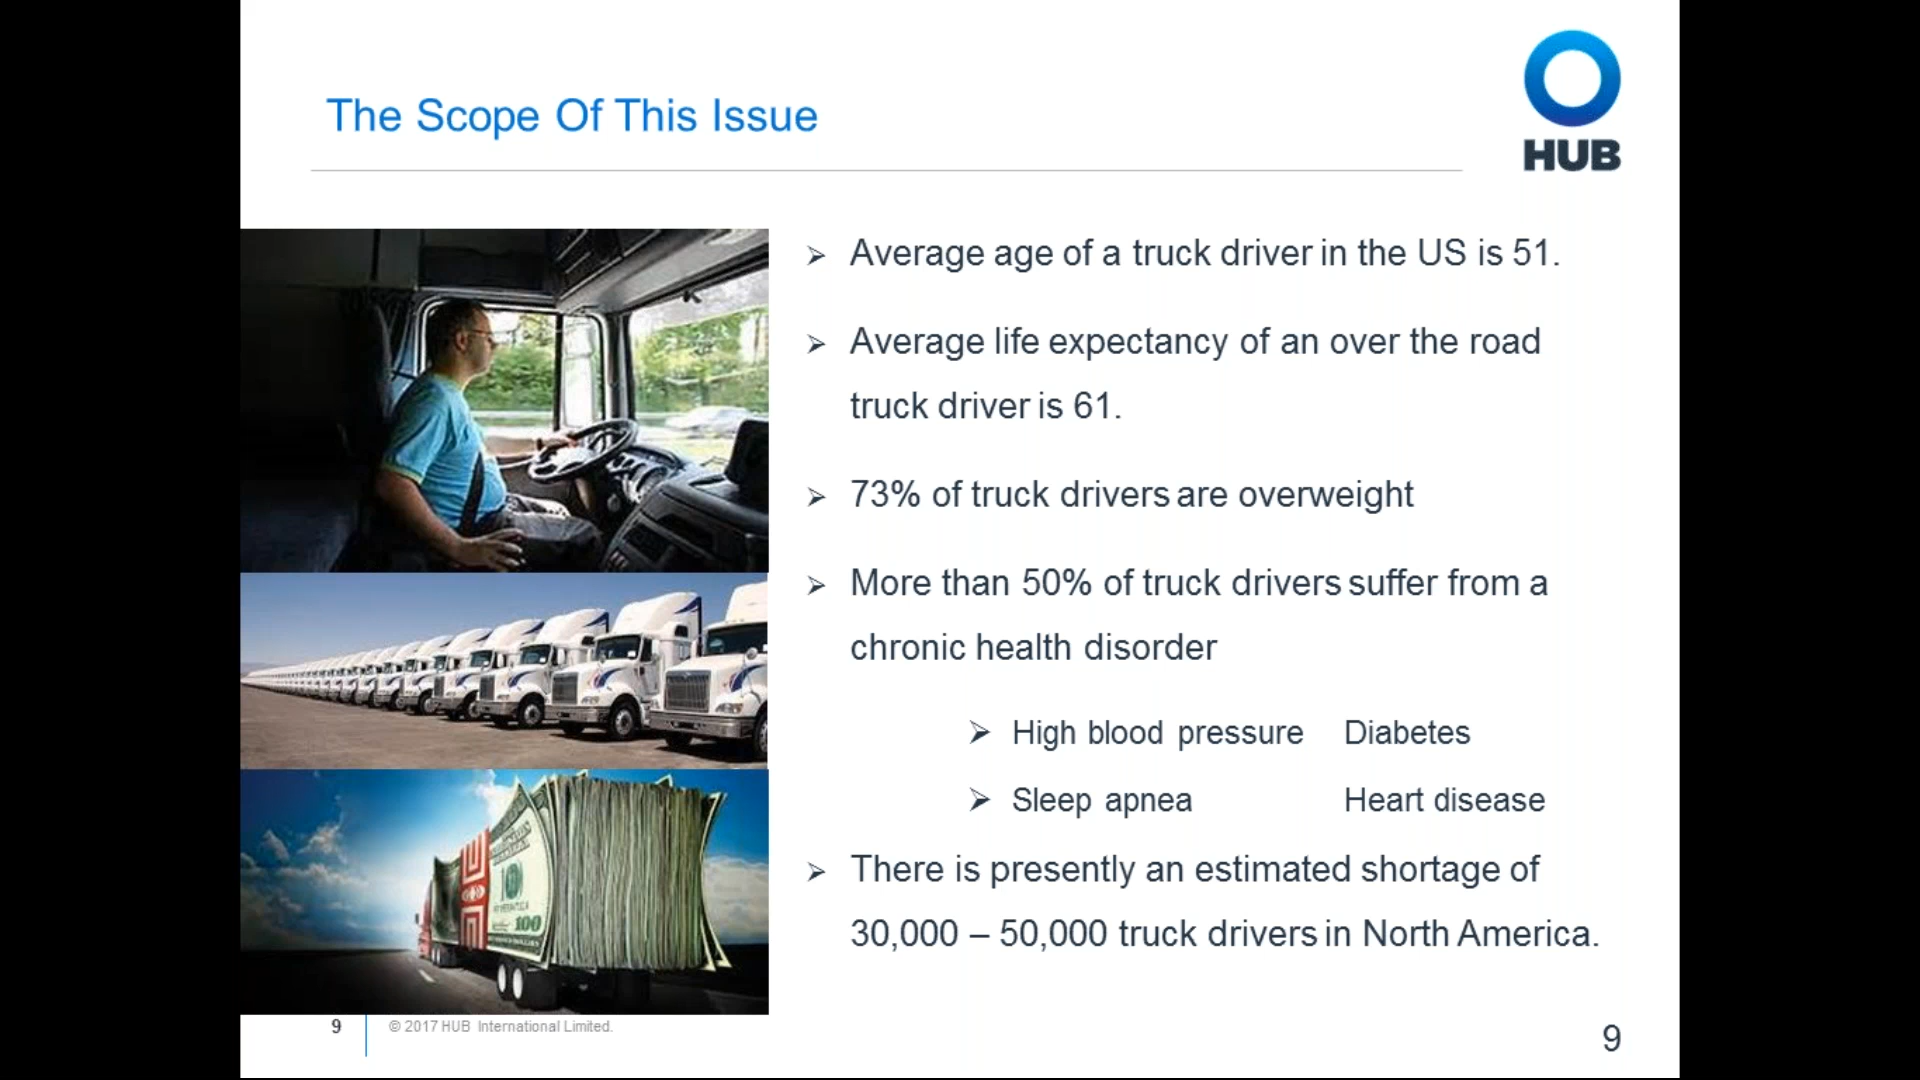 The Scope Of This Issue
HUB
➢ Average age of a truck driver in the US is 51.
➢ Average life expectancy of an over the road
truck driver is 61.
➢ 73% of truck drivers are overweight
➢ More than 50% of truck drivers suffer from a
chronic health disorder
➢ High blood pressure Diabetes
➢ Sleep apnea Heart disease
➢ There is presently an estimated shortage of
30,000 – 50,000 truck drivers in North America.
100
9 © 2017 HUB International Limited.
9